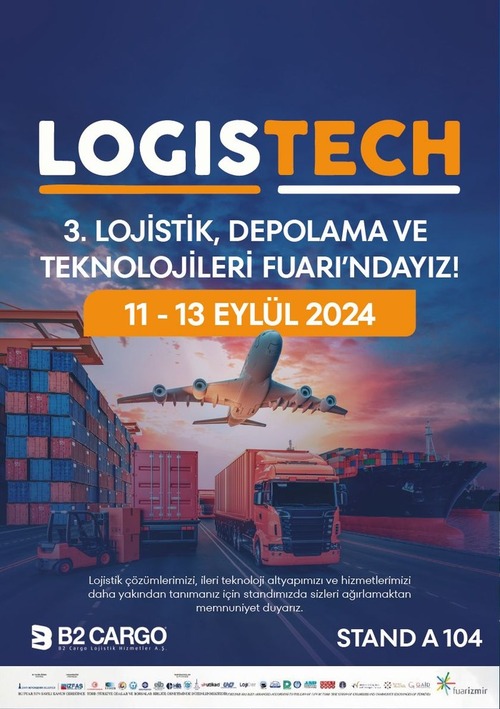 LOGISTECH
3. LOJİSTİK, DEPOLAMA VE
TEKNOLOJİLERİ FUARI'NDAYIZ!
11 - 13 EYLÜL 2024
Lojistik çözümlerimizi, ileri teknoloji altyapımızı ve hizmetlerimizi
daha yakından tanımanız için standımızda sizleri ağırlamaktan
memnuniyet duyarız.
B2 CARGO
B2 Cargo Lojistik Hizmetler A.Ş.
STAND A 104
İZFAŞ
fuarizmir